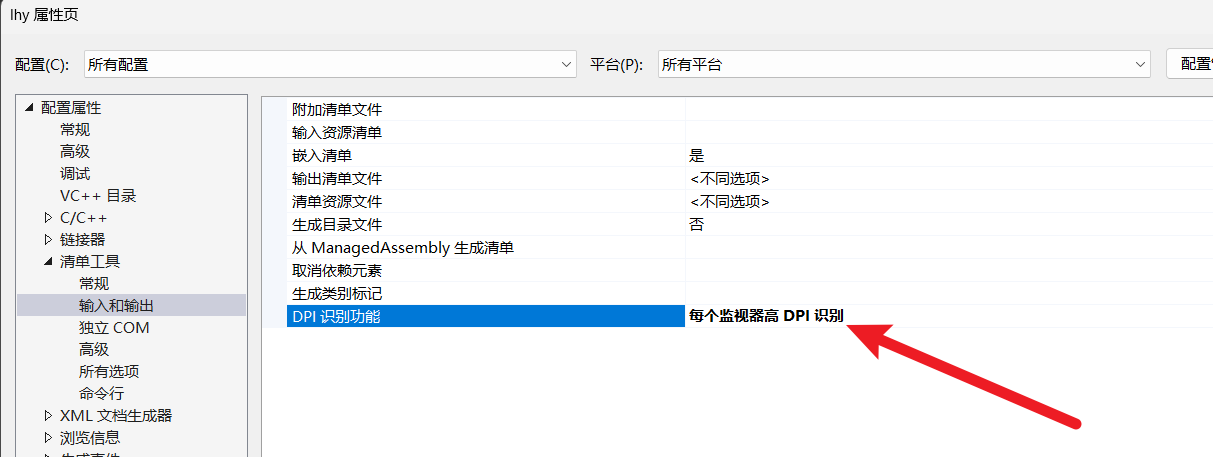 lhy 属性页
配置(C): 所有配置 平台(P): 所有平台
配置属性
常规
高级
调试
VC++ 目录
C/C++
链接器
清单工具
常规
输入和输出
独立 COM
高级
所有选项
命令行
XML 文档生成器
浏览信息
附加清单文件
输入资源清单
嵌入清单 是
输出清单文件 <不同选项>
清单资源文件 <不同选项>
生成目录文件 否
从 ManagedAssembly 生成清单
取消依赖元素
生成类别标记
DPI 识别功能 每个监视器高 DPI 识别